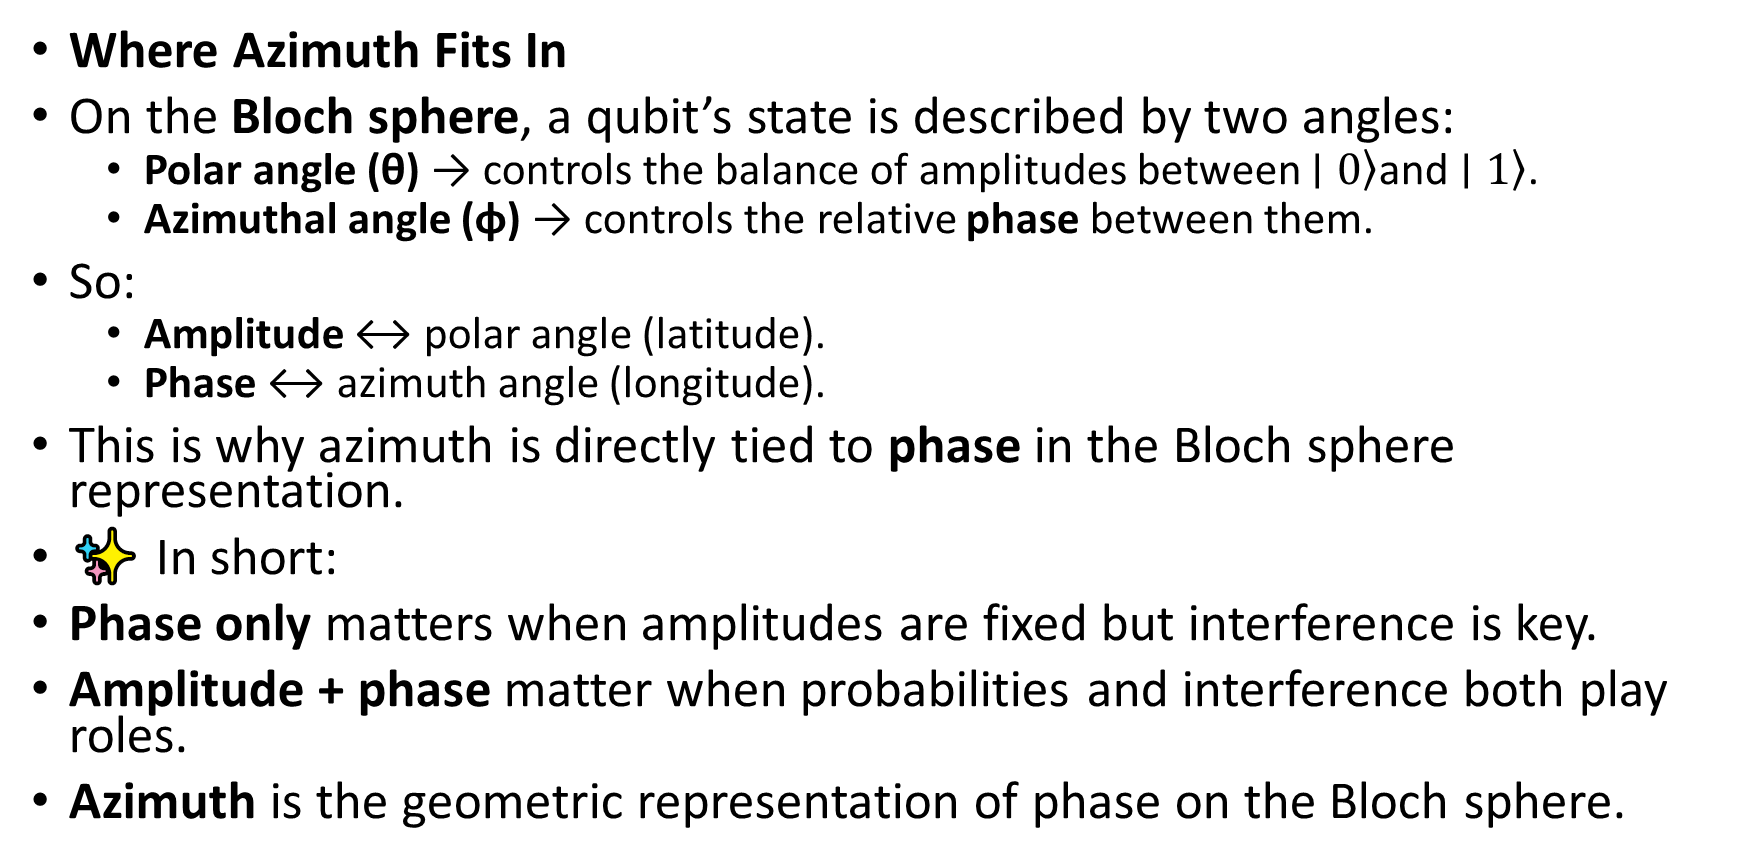 • Where Azimuth Fits In
• On the Bloch sphere, a qubit’s state is described by two angles:
• Polar angle (θ) → controls the balance of amplitudes between ∣ 0⟩and ∣ 1⟩.
• Azimuthal angle (φ) → controls the relative phase between them.
• So:
• Amplitude ↔ polar angle (latitude).
• Phase ↔ azimuth angle (longitude).
• This is why azimuth is directly tied to phase in the Bloch sphere
representation.
• ✨ In short:
• Phase only matters when amplitudes are fixed but interference is key.
• Amplitude + phase matter when probabilities and interference both play
roles.
• Azimuth is the geometric representation of phase on the Bloch sphere.